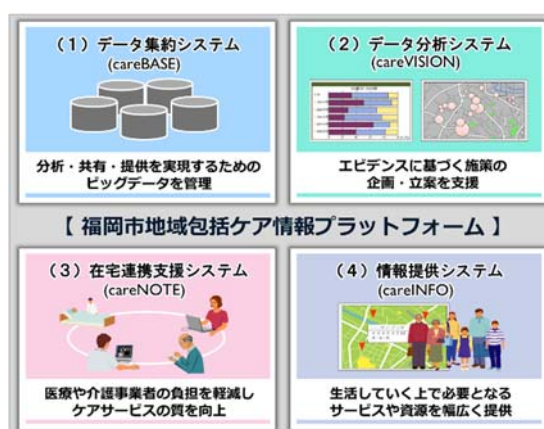 （１）データ集約システム
(careBASE)
分析・共有・提供を実現するための
ビッグデータを管理
（２）データ分析システム
(careVISION)
エビデンスに基づく施策の
企画・立案を支援
【 福岡市地域包括ケア情報プラットフォーム 】
（３）在宅連携支援システム
(careNOTE)
医療や介護事業者の負担を軽減し
ケアサービスの質を向上
（４）情報提供システム
(careINFO)
生活していく上で必要となる
サービスや資源を幅広く提供